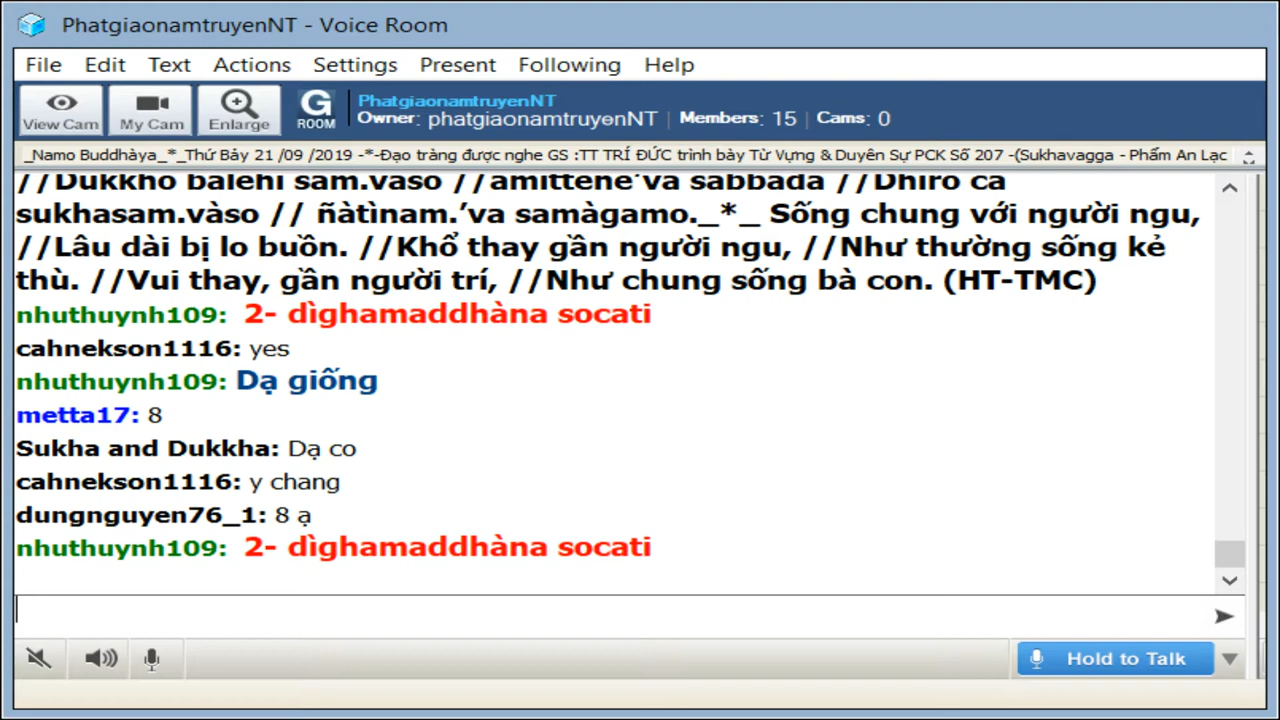 PhatgiaonamtruyenNT - Voice Room
File Edit Text Actions Settings Present Following Help
View Cam My Cam Enlarge G ROOM
PhatgiaonamtruyenNT
Owner: phatgiaonamtruyenNT | Members: 15 | Cams: 0
_Namo Buddhàya_*_Thứ Bảy 21 /09 /2019 -*-Đạo tràng được nghe GS :TT TRÍ ĐỨC trình bày Từ Vựng & Duyên Sự PCK Số 207 -(Sukhavagga - Phẩm An Lạc
//Dukkho bàlehi sam.vàso //amittene'va sabbadà //Dhìro ca
sukhasam.vàso // ñàtìnam.’va samàgamo._*_ Sống chung với người ngu,
//Lâu dài bị lo buồn. //Khổ thay gần người ngu, //Như thường sống kẻ
thù. //Vui thay, gần người trí, //Như chung sống bà con. (HT-TMC)
nhuthuynh109: 2- dìghamaddhàna socati
cahnekson1116: yes
nhuthuynh109: Dạ giống
metta17: 8
Sukha and Dukkha: Dạ co
cahnekson1116: y chang
dungnguyen76_1: 8 ạ
nhuthuynh109: 2- dìghamaddhàna socati
Hold to Talk